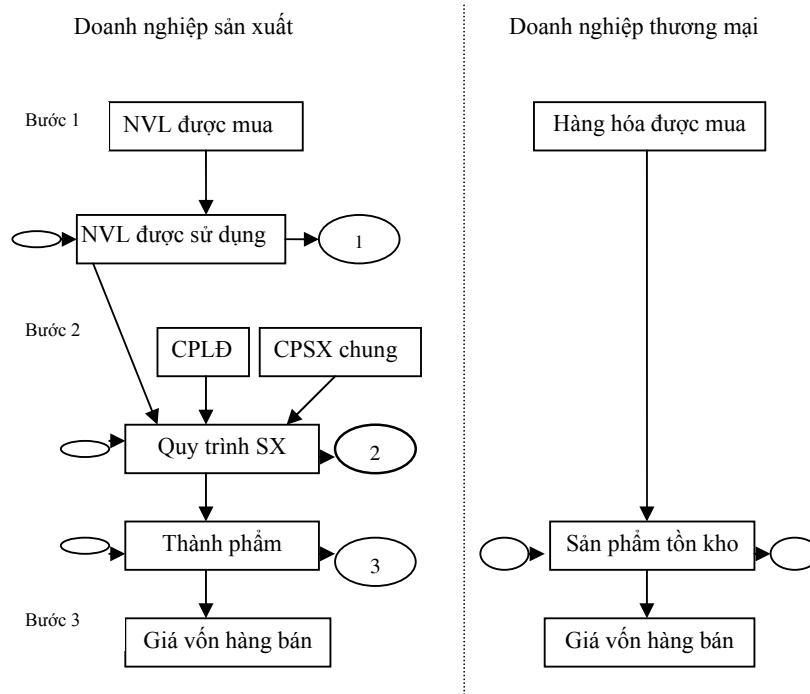 Doanh nghiệp sản xuất
Doanh nghiệp thương mại
Bước 1
NVL được mua
Hàng hóa được mua
NVL được sử dụng
1
Bước 2
CPLĐ
CPSX chung
Quy trình SX
2
Thành phẩm
3
Sản phẩm tồn kho
Bước 3
Giá vốn hàng bán
Giá vốn hàng bán